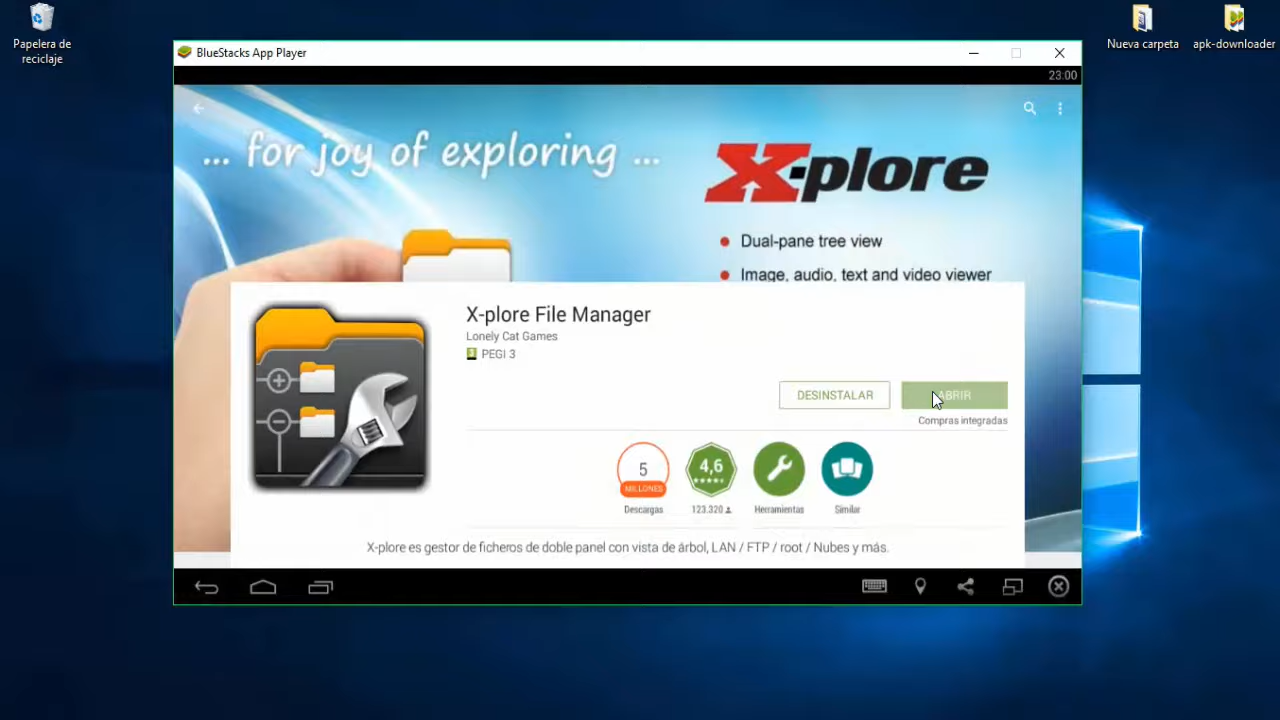 Papelera de
reciclaje
Nueva carpeta
apk-downloader
BlueStacks App Player
23:00
... for joy of exploring ...
X-plore
Dual-pane tree view
Image, audio, text and video viewer
X-plore File Manager
Lonely Cat Games
3 PEGI 3
DESINSTALAR
ABRIR
Compras integradas
5
MILLONES
Descargas
4,6
123.320
Herramientas
Similar
X-plore es gestor de ficheros de doble panel con vista de árbol, LAN / FTP / root / Nubes y más.